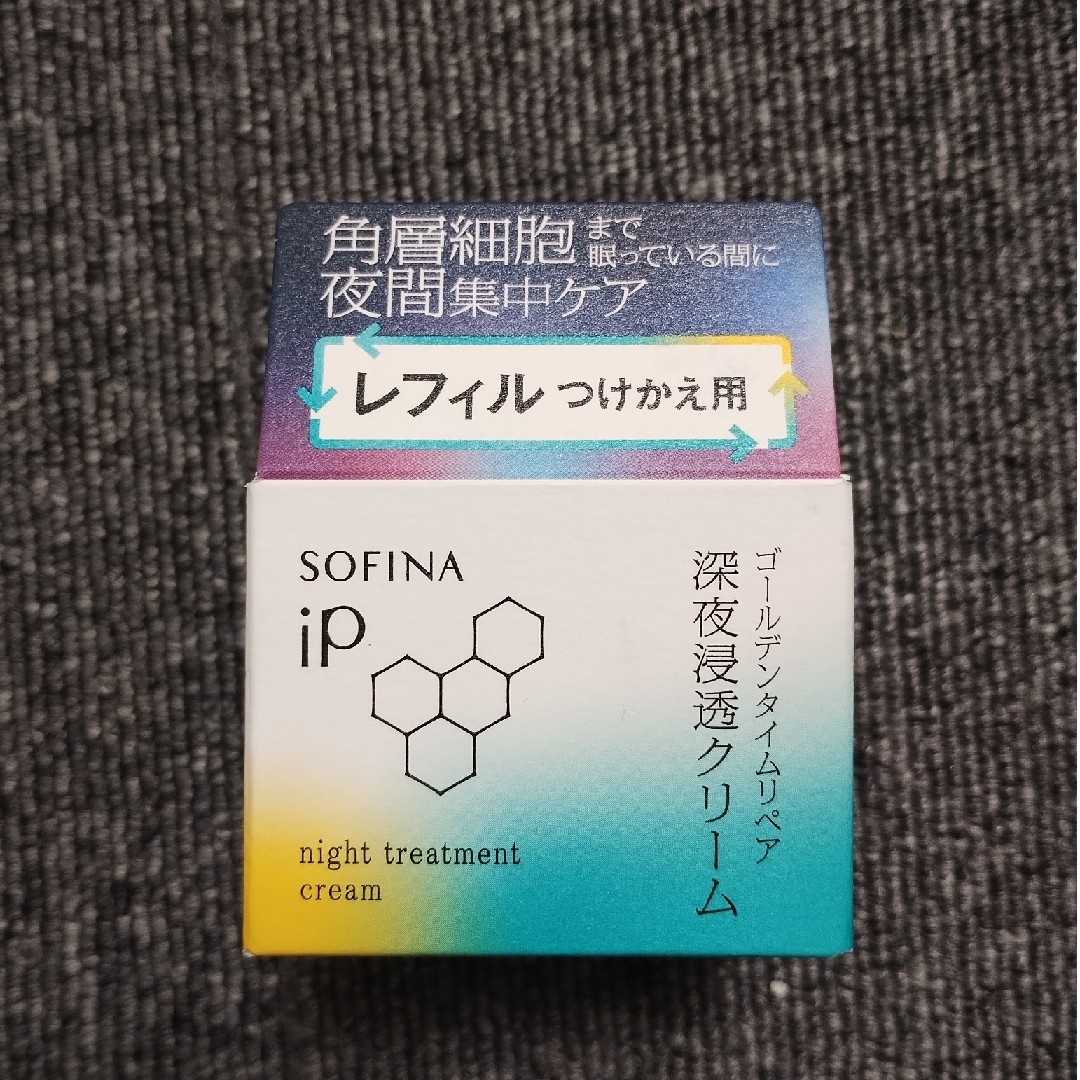 角層細胞まで
眠っている間に
夜間集中ケア
レフィル つけかえ用
SOFINA
iP
ゴールデンタイムリペア
深夜浸透クリーム
night treatment
cream